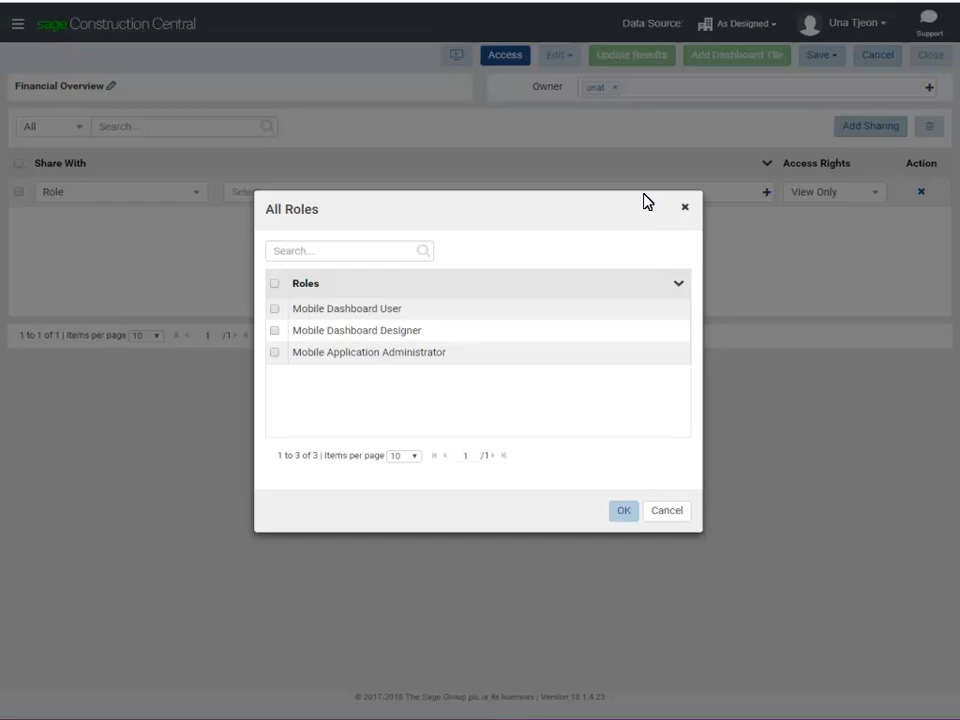 sage Construction Central
Data Source: As Designed Una Tjeon Support
Access Edit Update Results Add Dashboard Tile Save Cancel Close
Financial Overview Owner unat ×
All Search... Add Sharing
Share With Access Rights Action
Role Select View Only
All Roles
Search...
Roles
Mobile Dashboard User
Mobile Dashboard Designer
Mobile Application Administrator
1 to 1 of 1 | Items per page 10 1 /1
1 to 3 of 3 | Items per page 10 1 /1
OK Cancel
© 2017-2018 The Sage Group plc or its licensors | Version 18.1.4.25